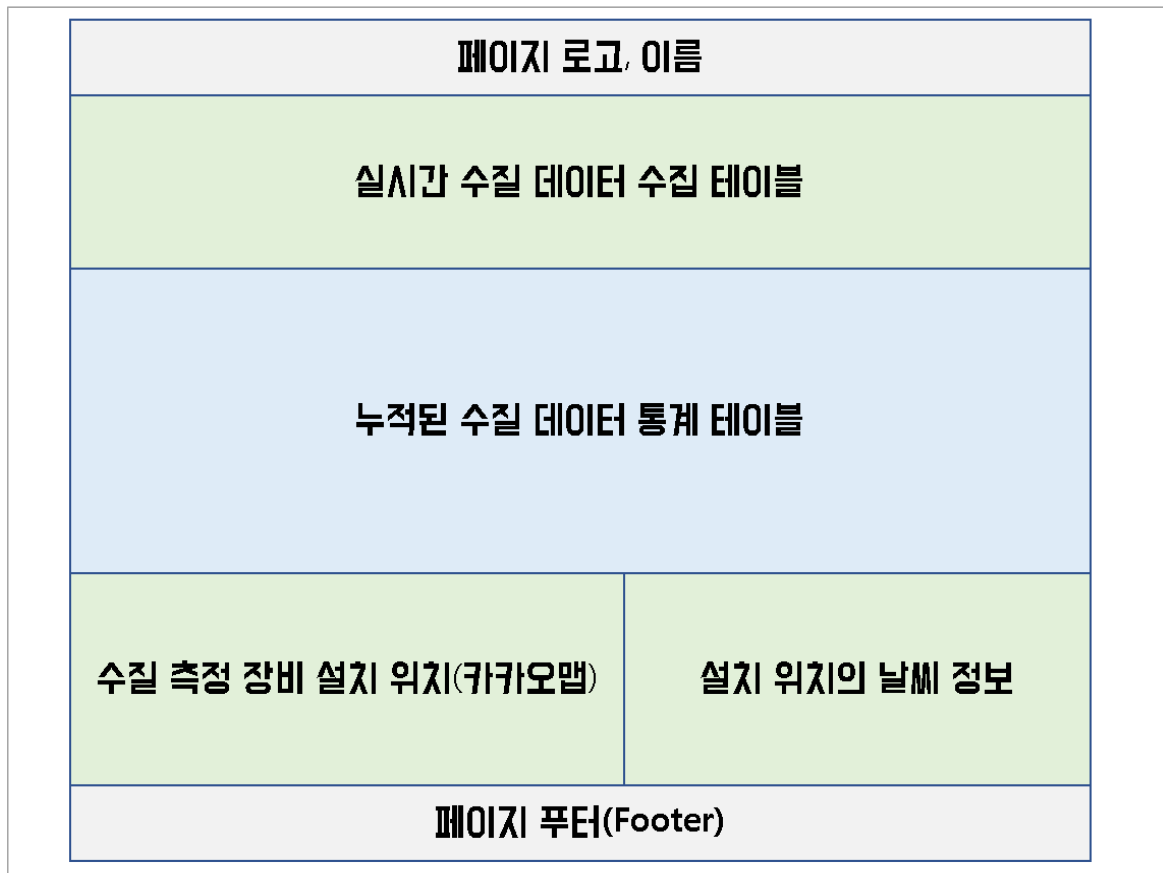 페이지 로고, 이름
실시간 수질 데이터 수집 테이블
누적된 수질 데이터 통계 테이블
수질 측정 장비 설치 위치(카카오맵)
설치 위치의 날씨 정보
페이지 푸터(Footer)